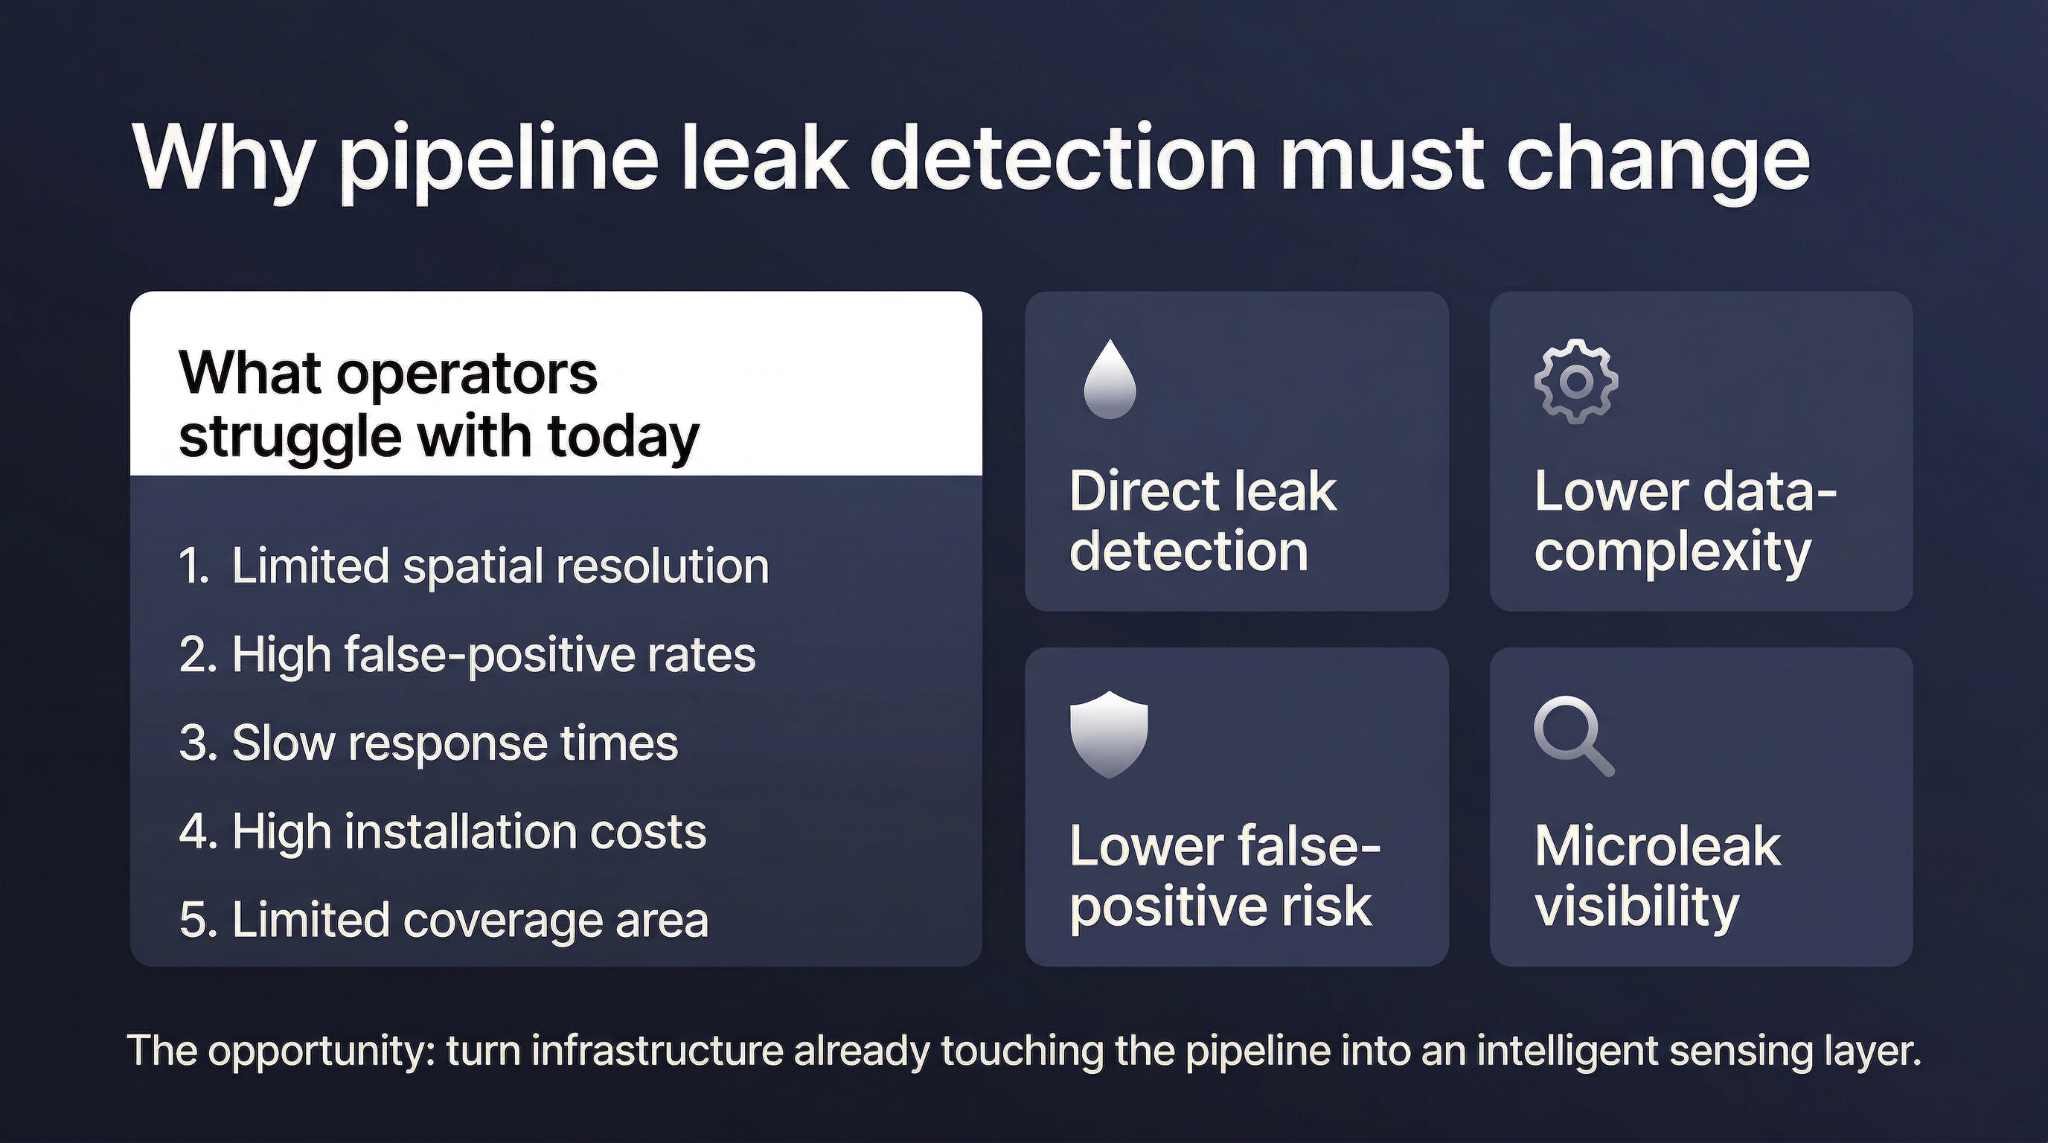 Why pipeline leak detection must change
What operators
struggle with today
1. Limited spatial resolution
2. High false-positive rates
3. Slow response times
4. High installation costs
5. Limited coverage area
Direct leak
detection
Lower data-
complexity
Lower false-
positive risk
Microleak
visibility
The opportunity: turn infrastructure already touching the pipeline into an intelligent sensing layer.